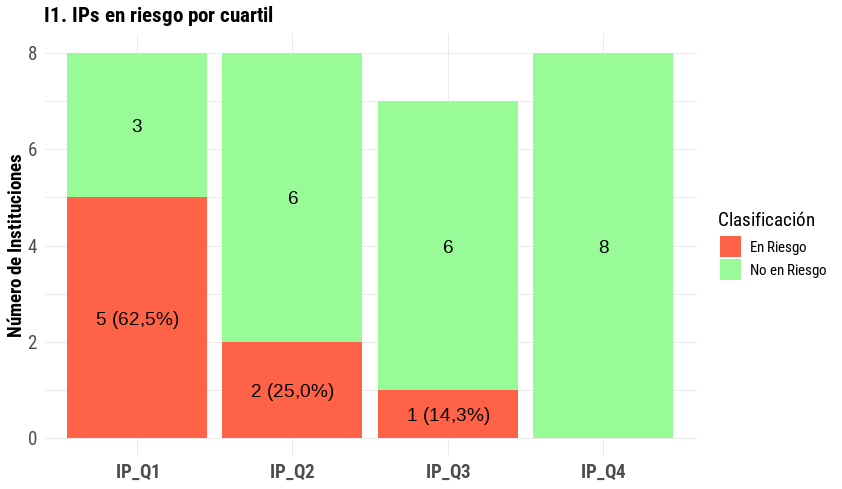 I1. IPs en riesgo por cuartil
Número de Instituciones
8
6
4
2
0
3
5 (62,5%)
6
2 (25,0%)
6
1 (14,3%)
8
IP_Q1
IP_Q2
IP_Q3
IP_Q4
Clasificación
En Riesgo
No en Riesgo